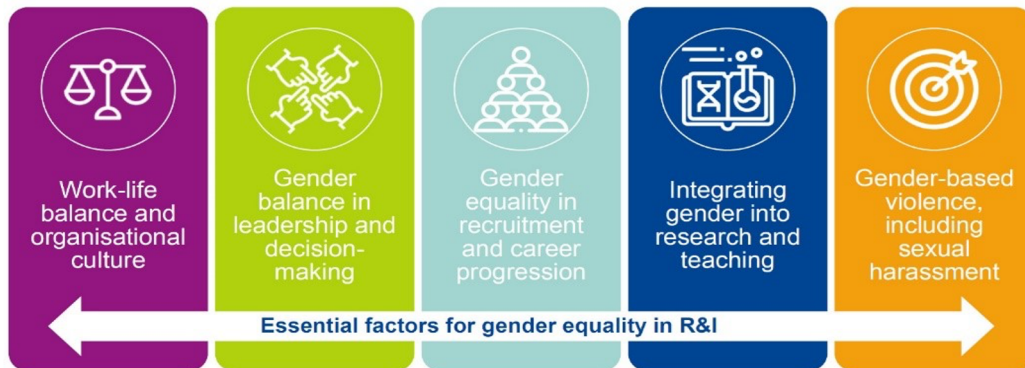 Work-life
balance and
organisational
culture
Gender
balance in
leadership and
decision-
making
Gender
equality in
recruitment
and career
progression
Integrating
gender into
research and
teaching
Gender-based
violence,
including
sexual
harassment
Essential factors for gender equality in R&I